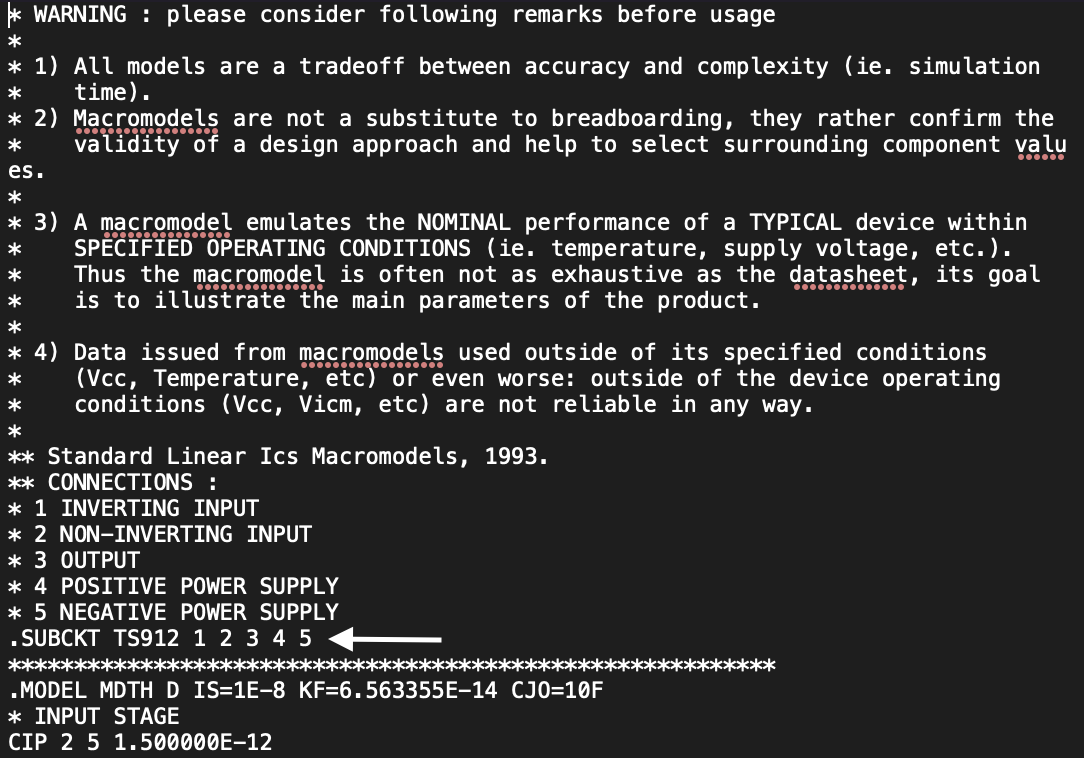 * WARNING : please consider following remarks before usage
*
* 1) All models are a tradeoff between accuracy and complexity (ie. simulation
*    time).
* 2) Macromodels are not a substitute to breadboarding, they rather confirm the
*    validity of a design approach and help to select surrounding component valu
es.
*
* 3) A macromodel emulates the NOMINAL performance of a TYPICAL device within
*    SPECIFIED OPERATING CONDITIONS (ie. temperature, supply voltage, etc.).
*    Thus the macromodel is often not as exhaustive as the datasheet, its goal
*    is to illustrate the main parameters of the product.
*
* 4) Data issued from macromodels used outside of its specified conditions
*    (Vcc, Temperature, etc) or even worse: outside of the device operating
*    conditions (Vcc, Vicm, etc) are not reliable in any way.
*
** Standard Linear Ics Macromodels, 1993.
** CONNECTIONS :
* 1 INVERTING INPUT
* 2 NON-INVERTING INPUT
* 3 OUTPUT
* 4 POSITIVE POWER SUPPLY
* 5 NEGATIVE POWER SUPPLY
.SUBCKT TS912 1 2 3 4 5
**********************************************************
.MODEL MDTH D IS=1E-8 KF=6.563355E-14 CJO=10F
* INPUT STAGE
CIP 2 5 1.500000E-12